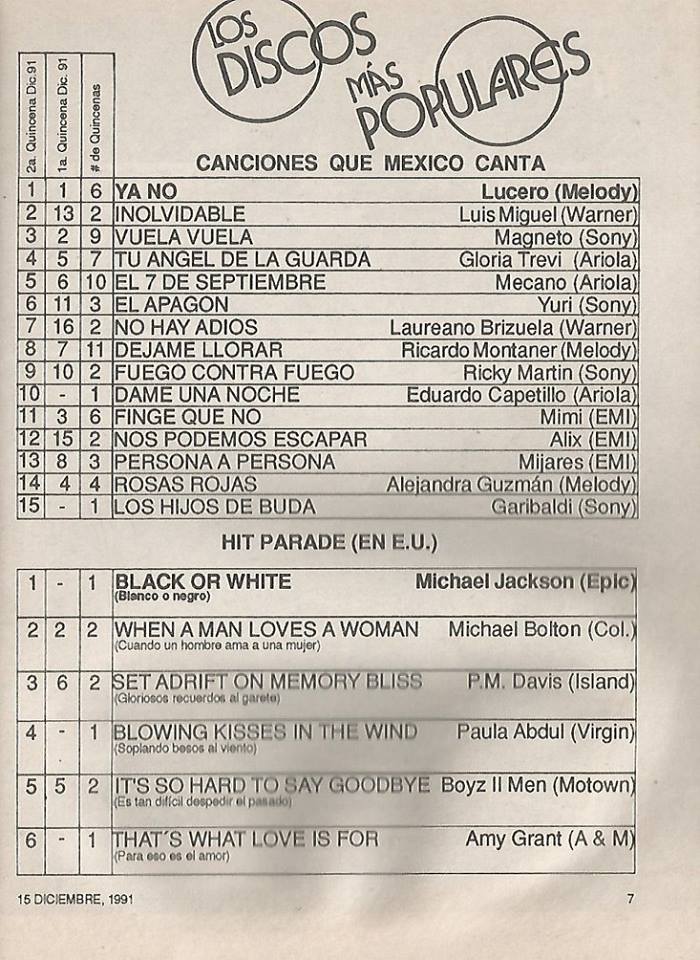 LOS
DISCOS
MÁS
POPULARES
2a. Quincena Dic. 91
1a. Quincena Dic. 91
# de Quincenas
CANCIONES QUE MEXICO CANTA
1 1 6 YA NO Lucero (Melody)
2 13 2 INOLVIDABLE Luis Miguel (Warner)
3 2 9 VUELA VUELA Magneto (Sony)
4 5 7 TU ANGEL DE LA GUARDA Gloria Trevi (Ariola)
5 6 10 EL 7 DE SEPTIEMBRE Mecano (Ariola)
6 11 3 EL APAGON Yuri (Sony)
7 16 2 NO HAY ADIOS Laureano Brizuela (Warner)
8 7 11 DEJAME LLORAR Ricardo Montaner (Melody)
9 10 2 FUEGO CONTRA FUEGO Ricky Martin (Sony)
10 - 1 DAME UNA NOCHE Eduardo Capetillo (Ariola)
11 3 6 FINGE QUE NO Mimi (EMI)
12 15 2 NOS PODEMOS ESCAPAR Alix (EMI)
13 8 3 PERSONA A PERSONA Mijares (EMI)
14 4 4 ROSAS ROJAS Alejandra Guzmán (Melody)
15 - 1 LOS HIJOS DE BUDA Garibaldi (Sony)
HIT PARADE (EN E.U.)
1 - 1 BLACK OR WHITE Michael Jackson (Epic)
(Blanco o negro)
2 2 2 WHEN A MAN LOVES A WOMAN Michael Bolton (Col.)
(Cuando un hombre ama a una mujer)
3 6 2 SET ADRIFT ON MEMORY BLISS P.M. Davis (Island)
(Gloriosos recuerdos al garete)
4 - 1 BLOWING KISSES IN THE WIND Paula Abdul (Virgin)
(Soplando besos al viento)
5 5 2 IT'S SO HARD TO SAY GOODBYE Boyz II Men (Motown)
(Es tan difícil despedir el pasado)
6 - 1 THAT´S WHAT LOVE IS FOR Amy Grant (A & M)
(Para eso es el amor)
15 DICIEMBRE, 1991 7